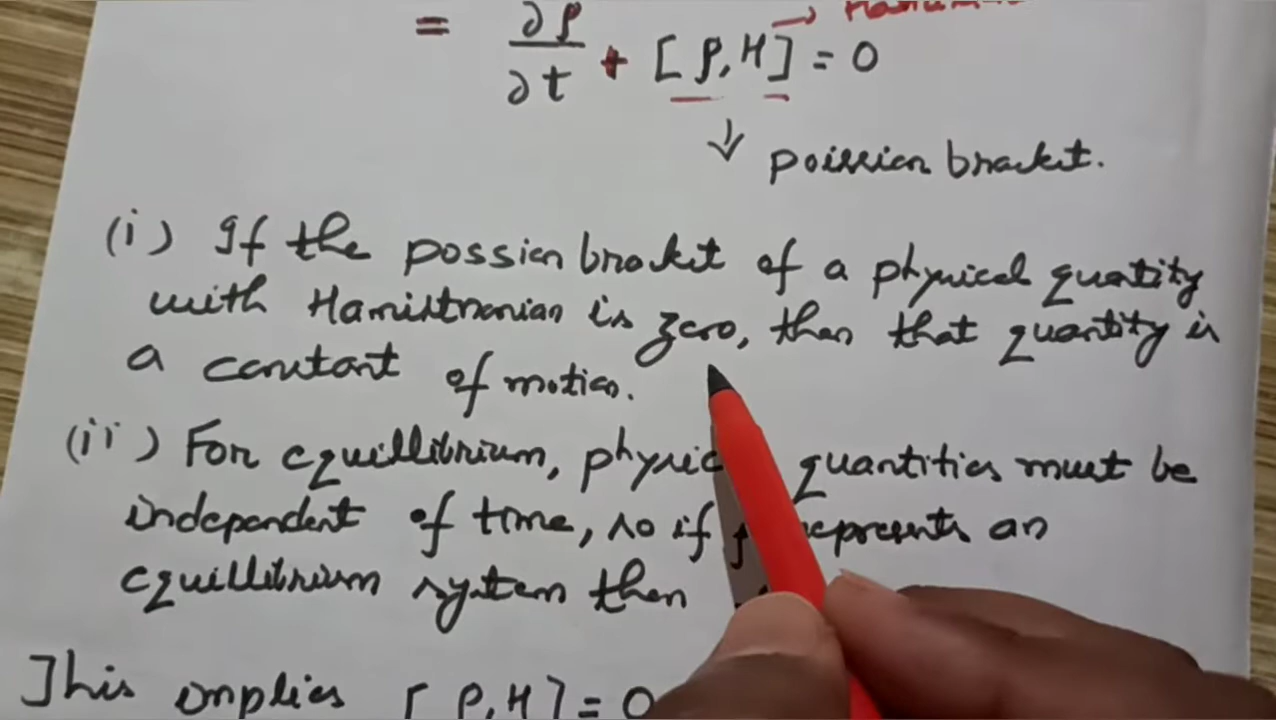 = ∂ρ/∂t + [ρ,H] = 0
poission bracket.
(i) If the possion bracket of a physical quatity
with Hamiltonian is zero, then that quantity is
a constant of motion.
(ii) For equillibrium, quantities must be
independent of time, so if represents an
equillibrium system then
This implies [ρ,H] = 0